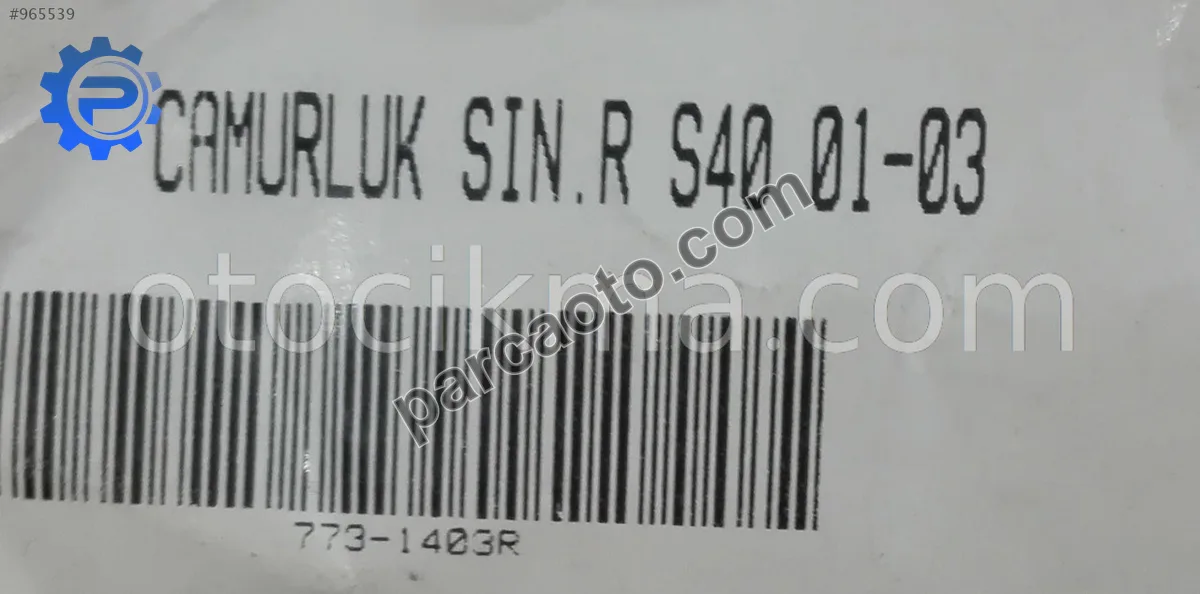 #965539
P
CAMURLUK SIN.R S40 01-03
parcaoto.com
otocikma.com
773-1403R